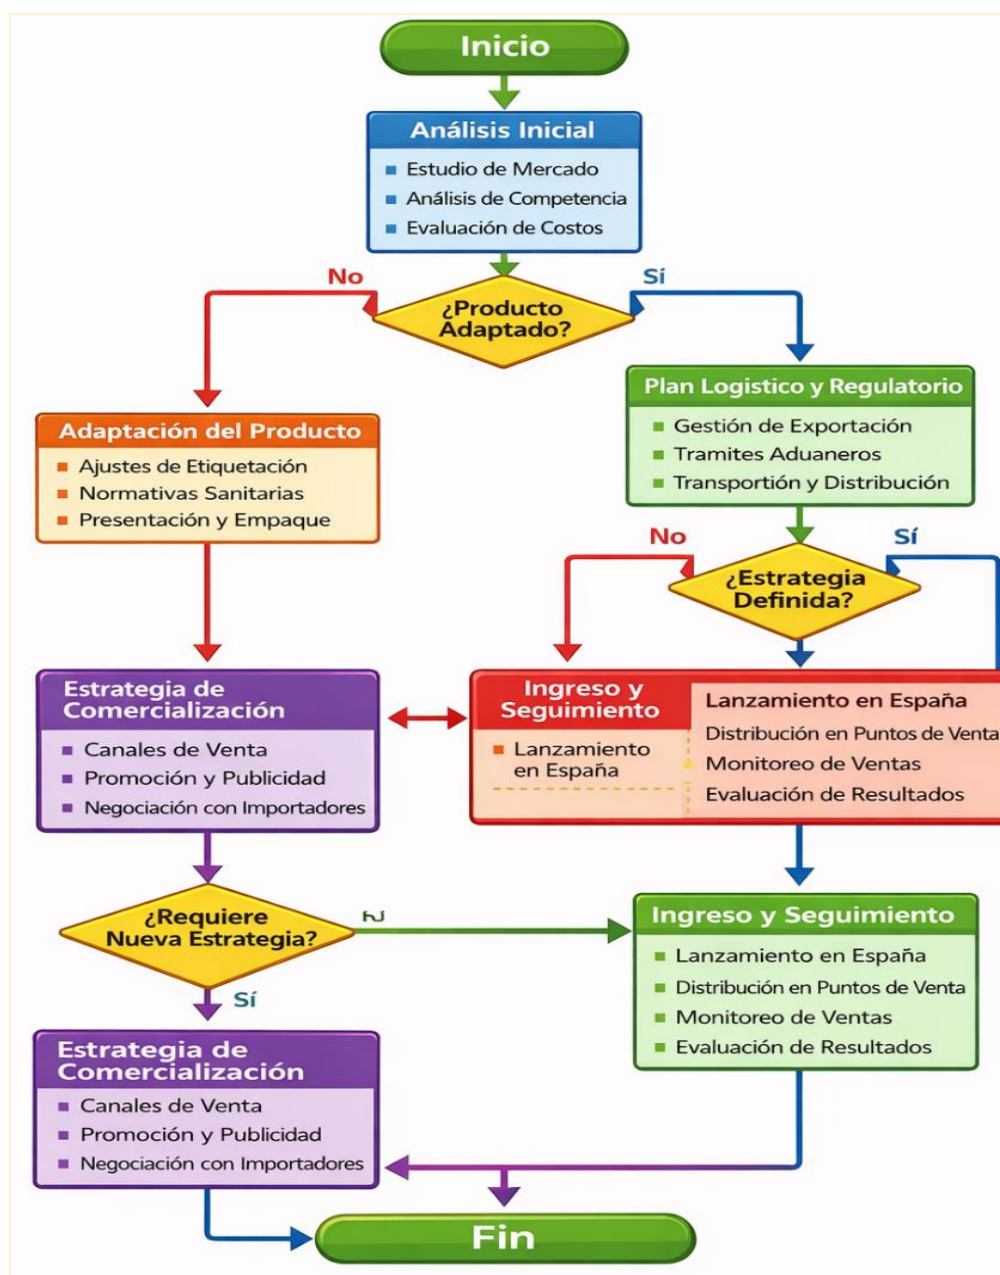 Inicio
Análisis Inicial
Estudio de Mercado
Análisis de Competencia
Evaluación de Costos
No
Sí
¿Producto
Adaptado?
Plan Logistico y Regulatorio
Gestión de Exportación
Tramites Aduaneros
Transportión y Distribución
Adaptación del Producto
Ajustes de Etiquetación
Normativas Sanitarias
Presentación y Empaque
No
Sí
¿Estrategia
Definida?
Estrategia de
Comercialización
Canales de Venta
Promoción y Publicidad
Negociación con Importadores
Ingreso y
Seguimiento
Lanzamiento
en España
Lanzamiento en España
Distribución en Puntos de Venta
Monitoreo de Ventas
Evaluación de Resultados
¿Requiere
Nueva Estrategia?
Sí
Ingreso y Seguimiento
Lanzamiento en España
Distribución en Puntos de Venta
Monitoreo de Ventas
Evaluación de Resultados
Estrategia de
Comercialización
Canales de Venta
Promoción y Publicidad
Negociación con Importadores
Fin